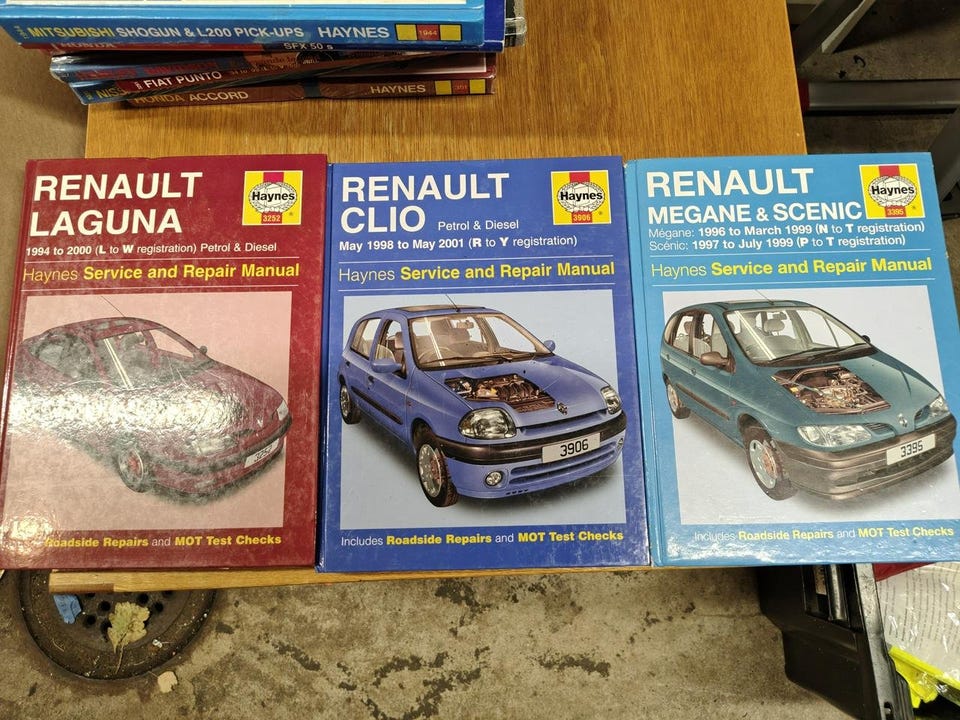 MITSUBISHI SHOGUN & L200 PICK-UPS HAYNES 1944
HONDA SFX 50 s
FIAT PUNTO
HONDA ACCORD HAYNES 351
RENAULT
LAGUNA
Haynes
3252
1994 to 2000 (L to W registration) Petrol & Diesel
Haynes Service and Repair Manual
Roadside Repairs and MOT Test Checks
RENAULT
CLIO Petrol & Diesel
Haynes
3906
May 1998 to May 2001 (R to Y registration)
Haynes Service and Repair Manual
3906
Includes Roadside Repairs and MOT Test Checks
RENAULT
MEGANE & SCENIC
Haynes
3395
Mégane: 1996 to March 1999 (N to T registration)
Scénic: 1997 to July 1999 (P to T registration)
Haynes Service and Repair Manual
3395
Includes Roadside Repairs and MOT Test Checks